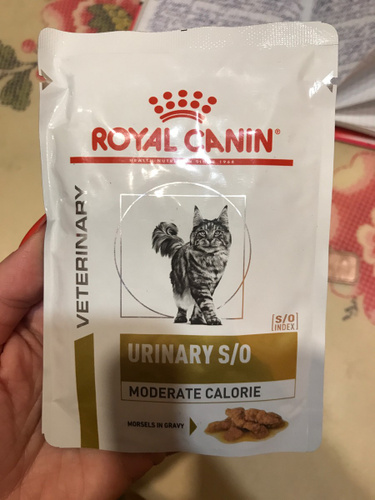 ROYAL CANIN
VETERINARY
S/O
INDEX
URINARY S/O
MODERATE CALORIE
MORSELS IN GRAVY